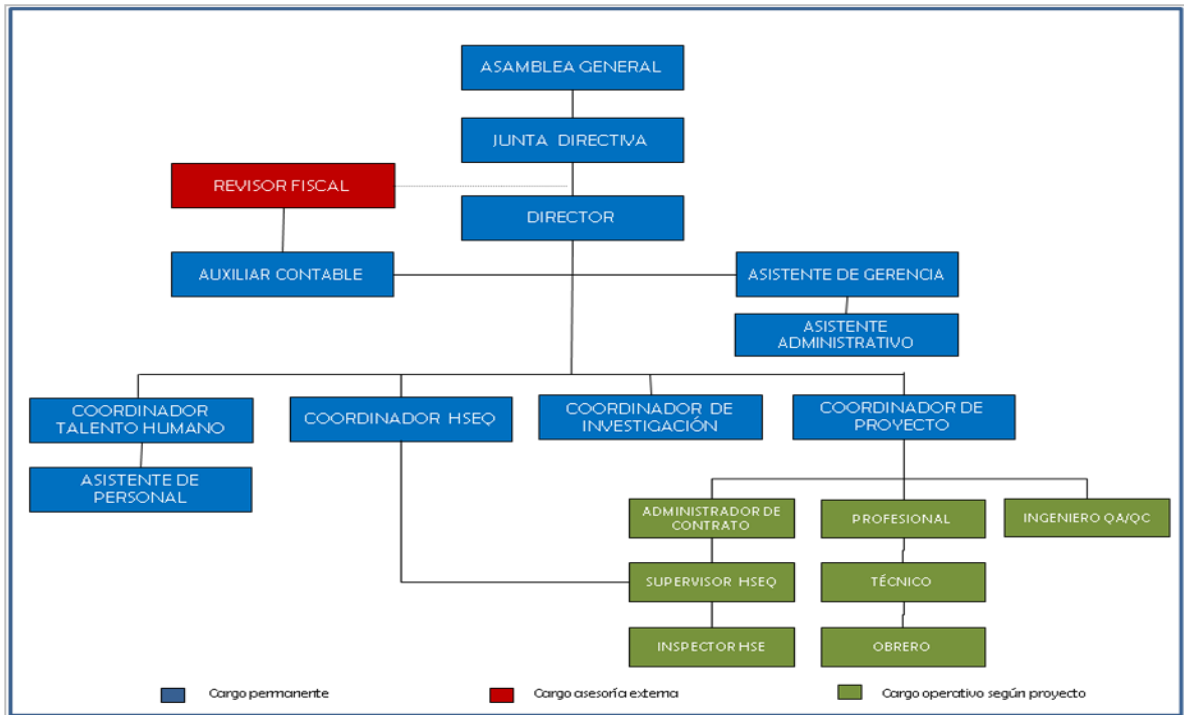 ASAMBLEA GENERAL
JUNTA DIRECTIVA
REVISOR FISCAL
DIRECTOR
AUXILIAR CONTABLE
ASISTENTE DE GERENCIA
ASISTENTE
ADMINISTRATIVO
COORDINADOR
TALENTO HUMANO
COORDINADOR HSEQ
COORDINADOR DE
INVESTIGACIÓN
COORDINADOR DE
PROYECTO
ASISTENTE DE
PERSONAL
ADMINISTRADOR DE
CONTRATO
PROFESIONAL
INGENIERO QA/QC
SUPERVISOR HSEQ
TÉCNICO
INSPECTOR HSE
OBRERO
Cargo permanente
Cargo asesoría externa
Cargo operativo según proyecto